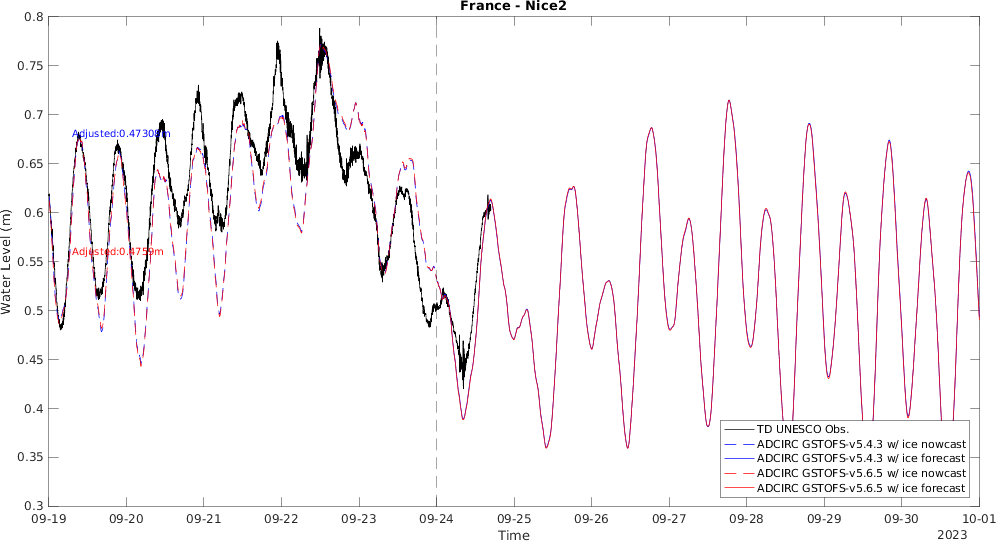 France - Nice2
0.8
0.75
0.7
0.65
0.6
0.55
0.5
0.45
0.4
0.35
0.3
Water Level (m)
Adjusted:0.47308m
Adjusted:0.4759m
TD UNESCO Obs.
ADCIRC GSTOFS-v5.4.3 w/ ice nowcast
ADCIRC GSTOFS-v5.4.3 w/ ice forecast
ADCIRC GSTOFS-v5.6.5 w/ ice nowcast
ADCIRC GSTOFS-v5.6.5 w/ ice forecast
09-19 09-20 09-21 09-22 09-23 09-24 09-25 09-26 09-27 09-28 09-29 09-30 10-01
Time
2023